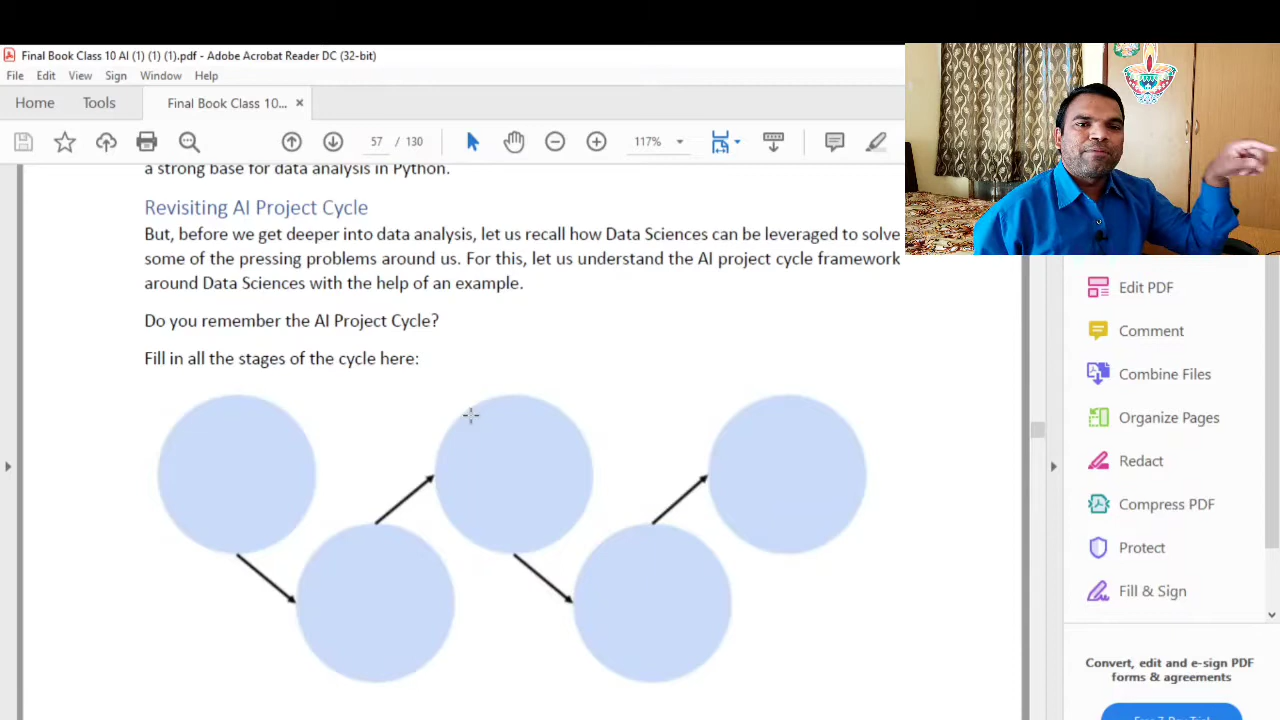 Final Book Class 10 AI (1) (1) (1).pdf - Adobe Acrobat Reader DC (32-bit)
File Edit View Sign Window Help
Home Tools Final Book Class 10... ×
57 / 130 117%
a strong base for data analysis in Python.
Revisiting AI Project Cycle
But, before we get deeper into data analysis, let us recall how Data Sciences can be leveraged to solve
some of the pressing problems around us. For this, let us understand the AI project cycle framework
around Data Sciences with the help of an example.
Do you remember the AI Project Cycle?
Fill in all the stages of the cycle here:
Edit PDF
Comment
Combine Files
Organize Pages
Redact
Compress PDF
Protect
Fill & Sign
Convert, edit and e-sign PDF
forms & agreements